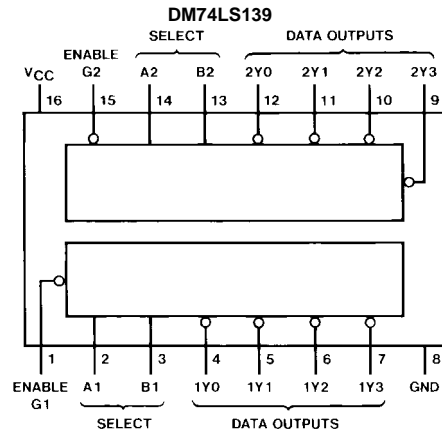 DM74LS139
SELECT DATA OUTPUTS
ENABLE
VCC G2 A2 B2 2Y0 2Y1 2Y2 2Y3
16 15 14 13 12 11 10 9
1 2 3 4 5 6 7 8
ENABLE A1 B1 1Y0 1Y1 1Y2 1Y3 GND
G1
SELECT DATA OUTPUTS